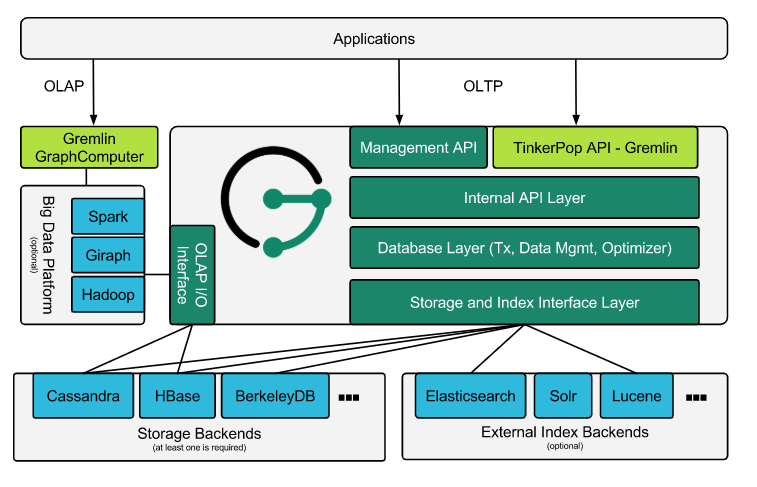 Applications
OLAP
OLTP
Gremlin
GraphComputer
Management API
TinkerPop API - Gremlin
Internal API Layer
Database Layer (Tx, Data Mgmt, Optimizer)
Storage and Index Interface Layer
Big Data Platform
(optional)
Spark
Giraph
Hadoop
OLAP I/O
Interface
Cassandra
HBase
BerkeleyDB
Storage Backends
(at least one is required)
Elasticsearch
Solr
Lucene
External Index Backends
(optional)